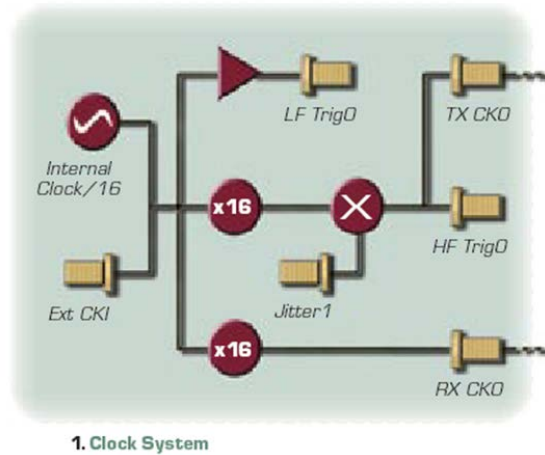 LF TrigO
TX CKO
Internal
Clock/16
x16
HF TrigO
Ext CKI
Jitter1
x16
RX CKO
1. Clock System